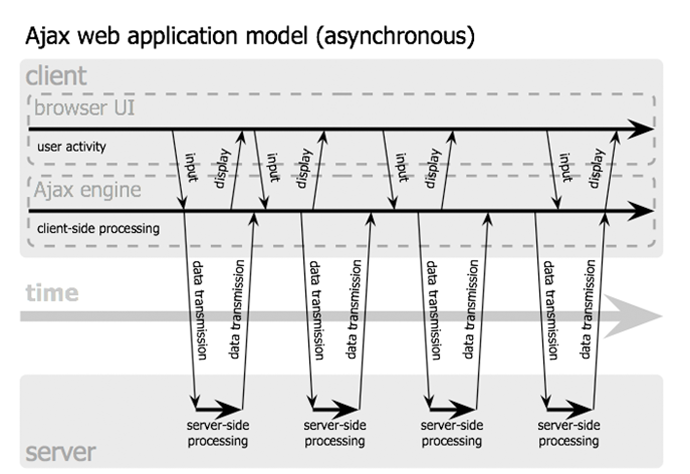 Ajax web application model (asynchronous)
client
browser UI
user activity
input
display
input
display
input
display
input
display
Ajax engine
client-side processing
data transmission
data transmission
data transmission
data transmission
data transmission
data transmission
data transmission
data transmission
time
server-side
processing
server-side
processing
server-side
processing
server-side
processing
server